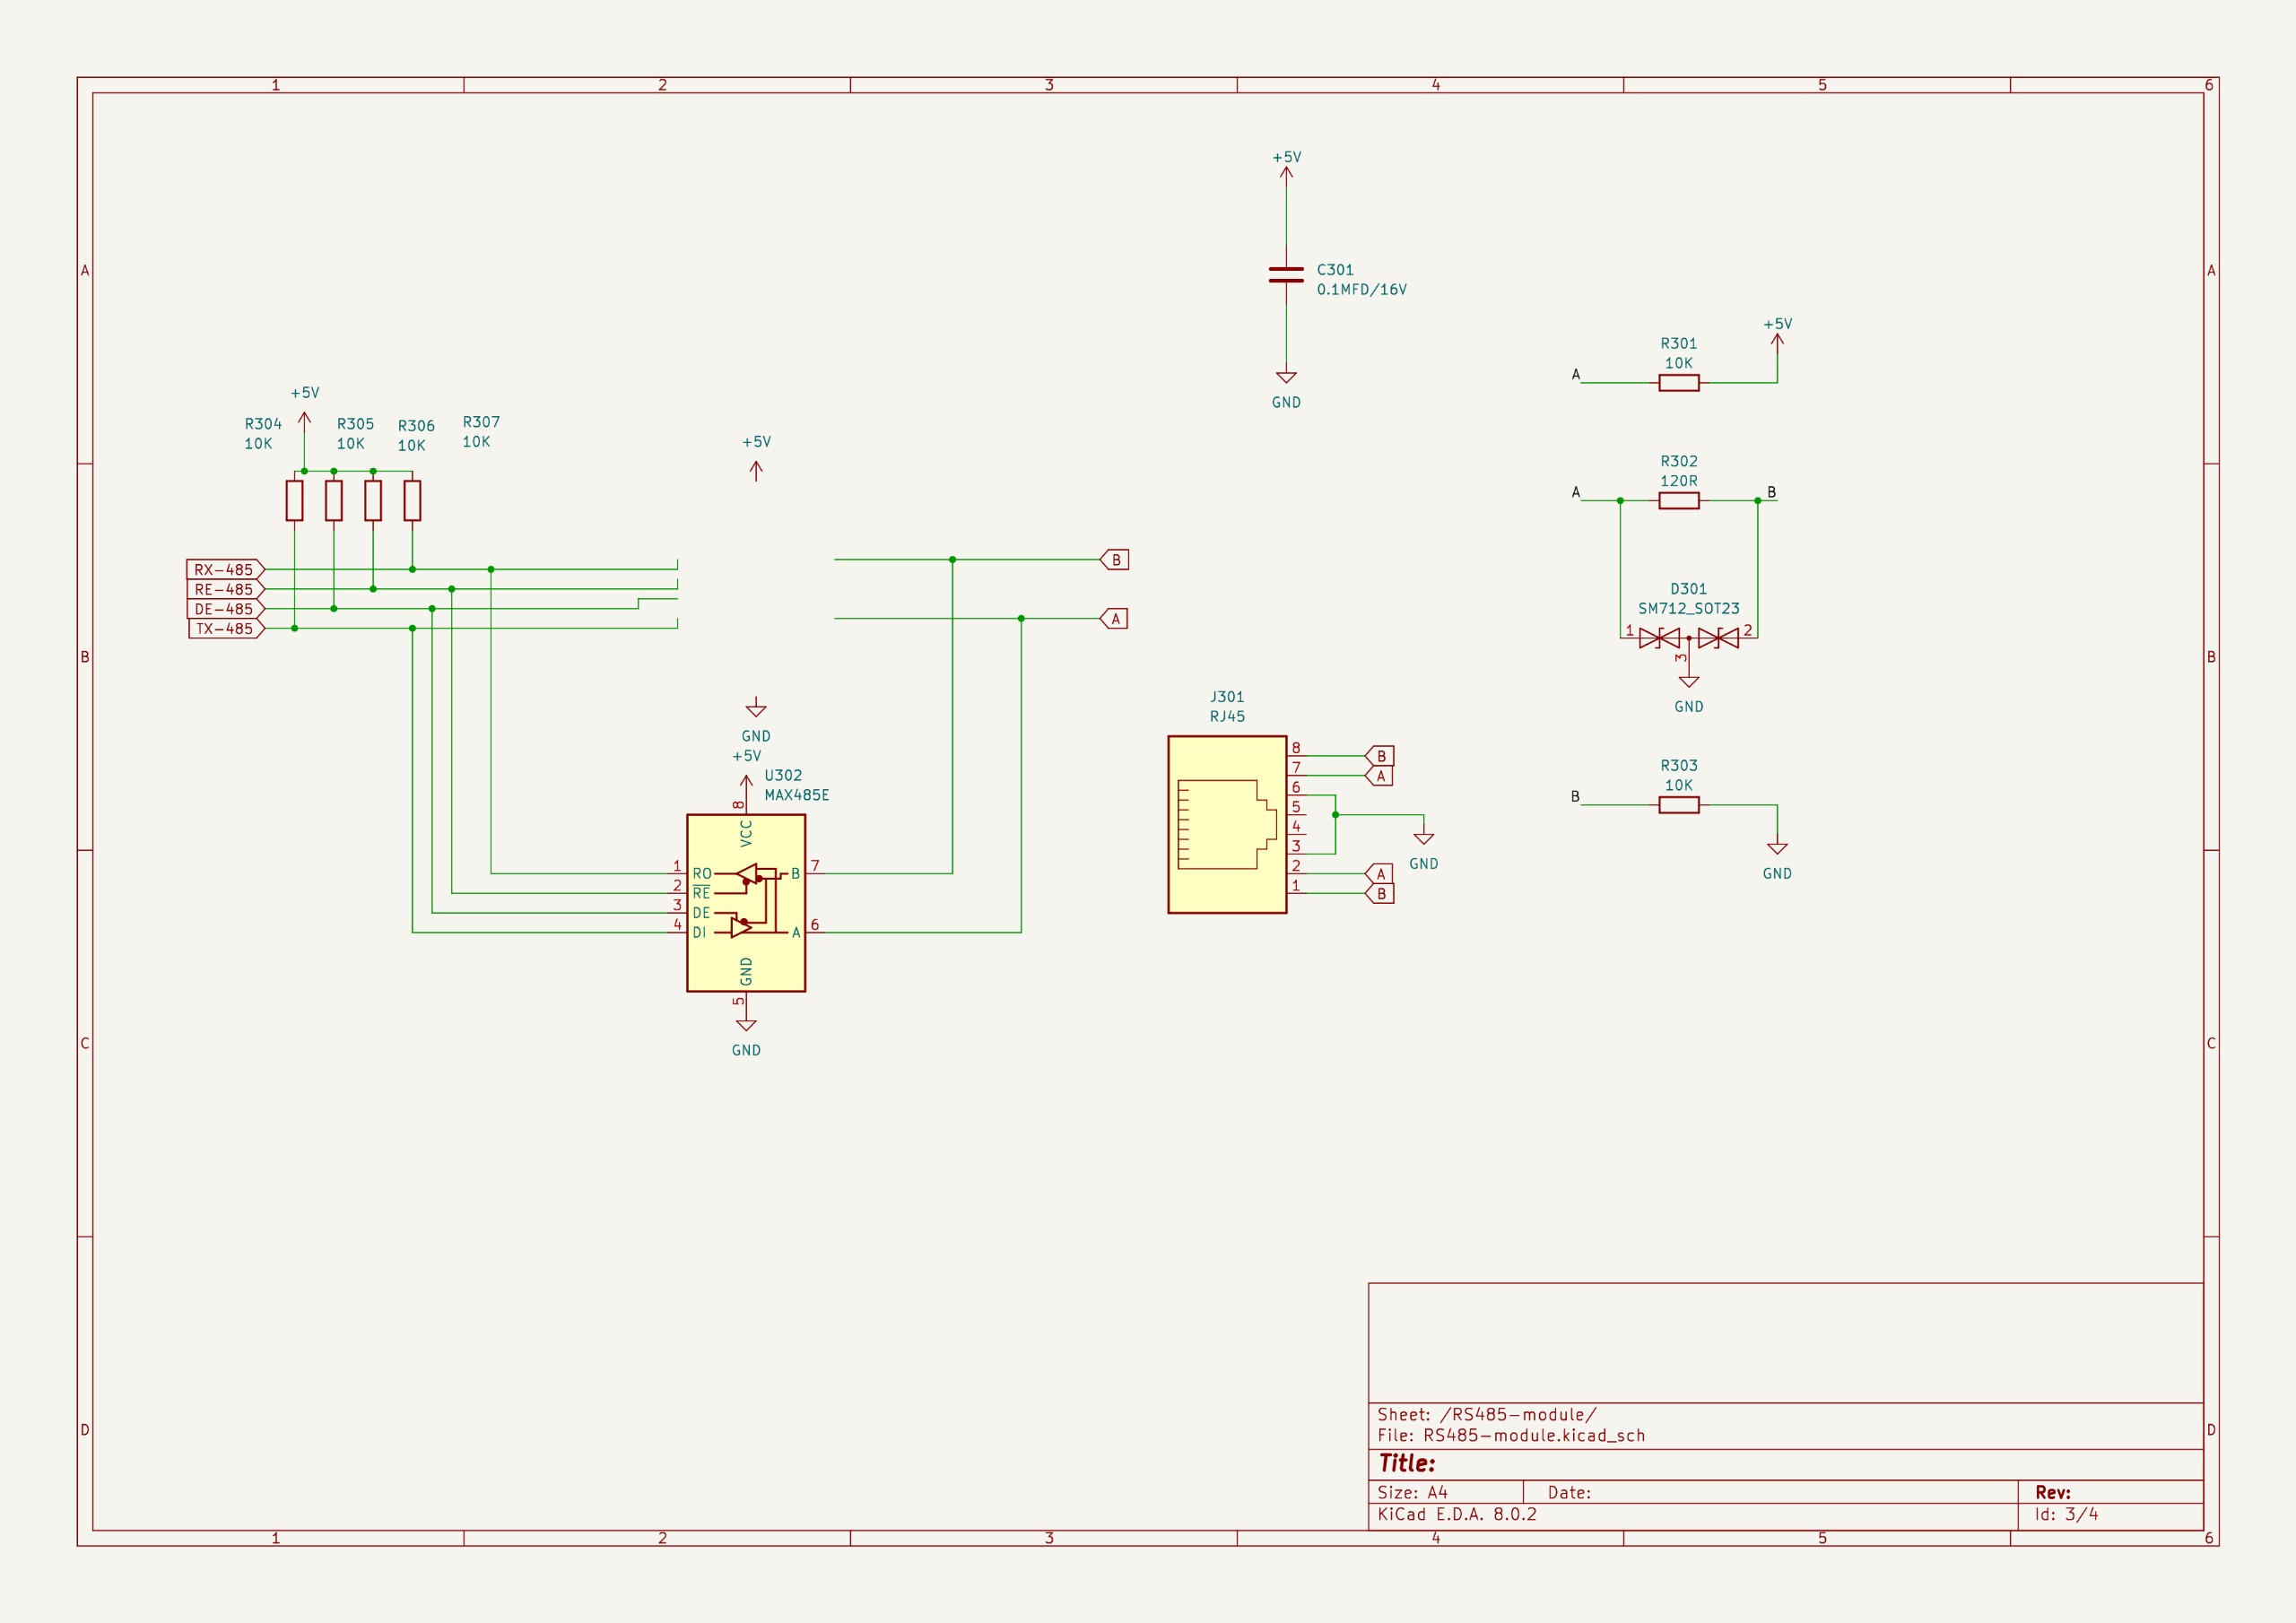 1 2 3 4 5 6
A
B
C
D
A
B
C
D
+5V
C301
0.1MFD/16V
GND
+5V
R301
10K
A
+5V
R304
10K
R305
10K
R306
10K
R307
10K
+5V
R302
120R
A
B
RX-485
RE-485
DE-485
TX-485
B
A
D301
SM712_SOT23
1
2
3
GND
GND
+5V
U302
MAX485E
8
VCC
1
RO
2
RE
3
DE
4
DI
7
B
6
A
GND
5
GND
J301
RJ45
8
B
7
A
6
5
4
3
2
A
1
B
GND
R303
10K
B
GND
Sheet: /RS485-module/
File: RS485-module.kicad_sch
Title:
Size: A4
Date:
Rev:
KiCad E.D.A. 8.0.2
Id: 3/4
1 2 3 4 5 6